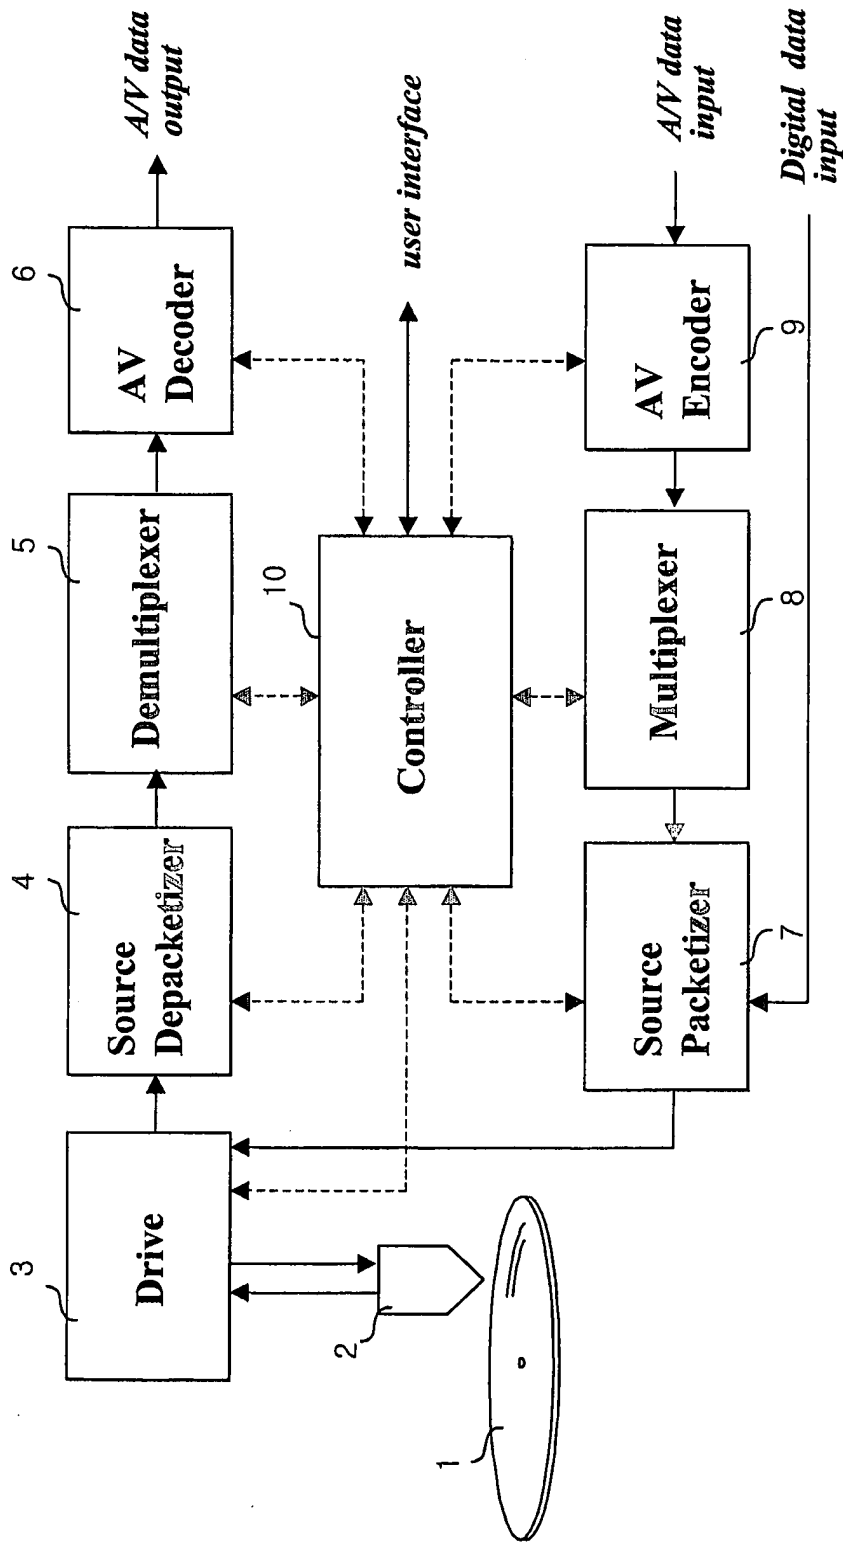 3
Drive
4
Source
Depacketizer
5
Demultiplexer
6
AV
Decoder
A/V data
output
2
1
10
Controller
user interface
Source
Packetizer
7
Multiplexer
8
AV
Encoder
9
A/V data
input
Digital data
input